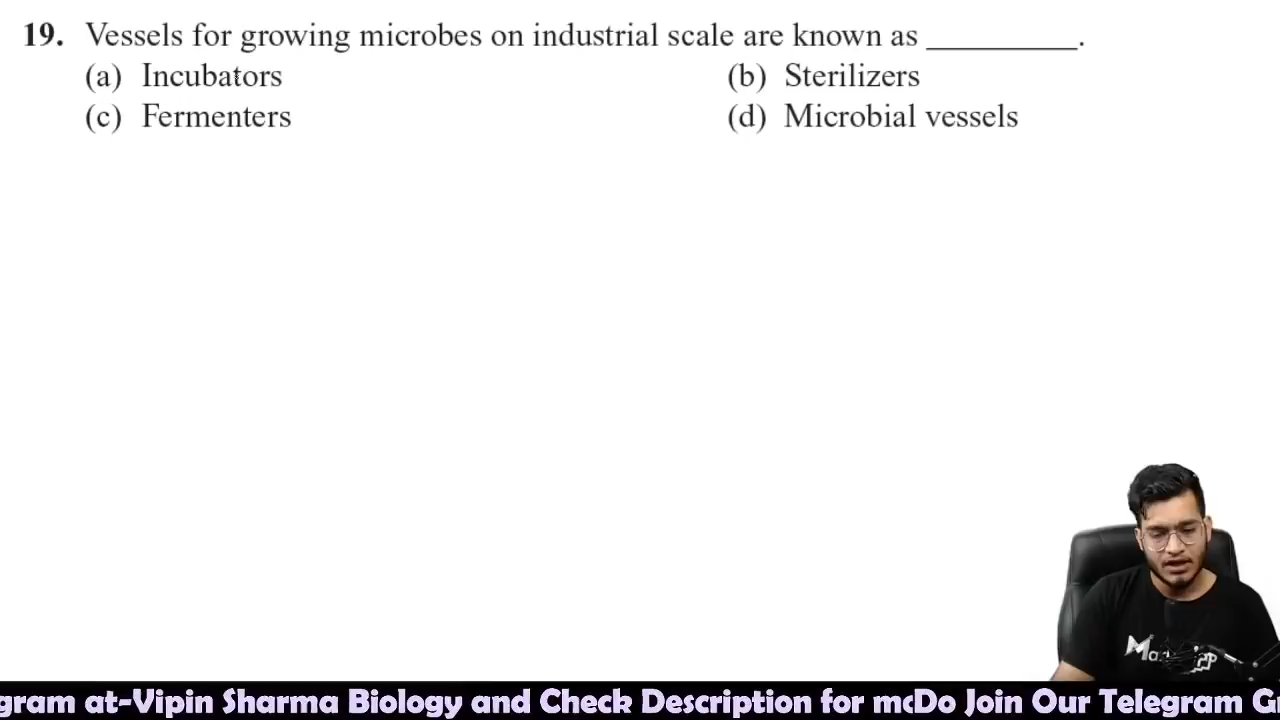 19. Vessels for growing microbes on industrial scale are known as __________.
(a) Incubators (b) Sterilizers
(c) Fermenters (d) Microbial vessels
gram at-Vipin Sharma Biology and Check Description for mcDo Join Our Telegram G